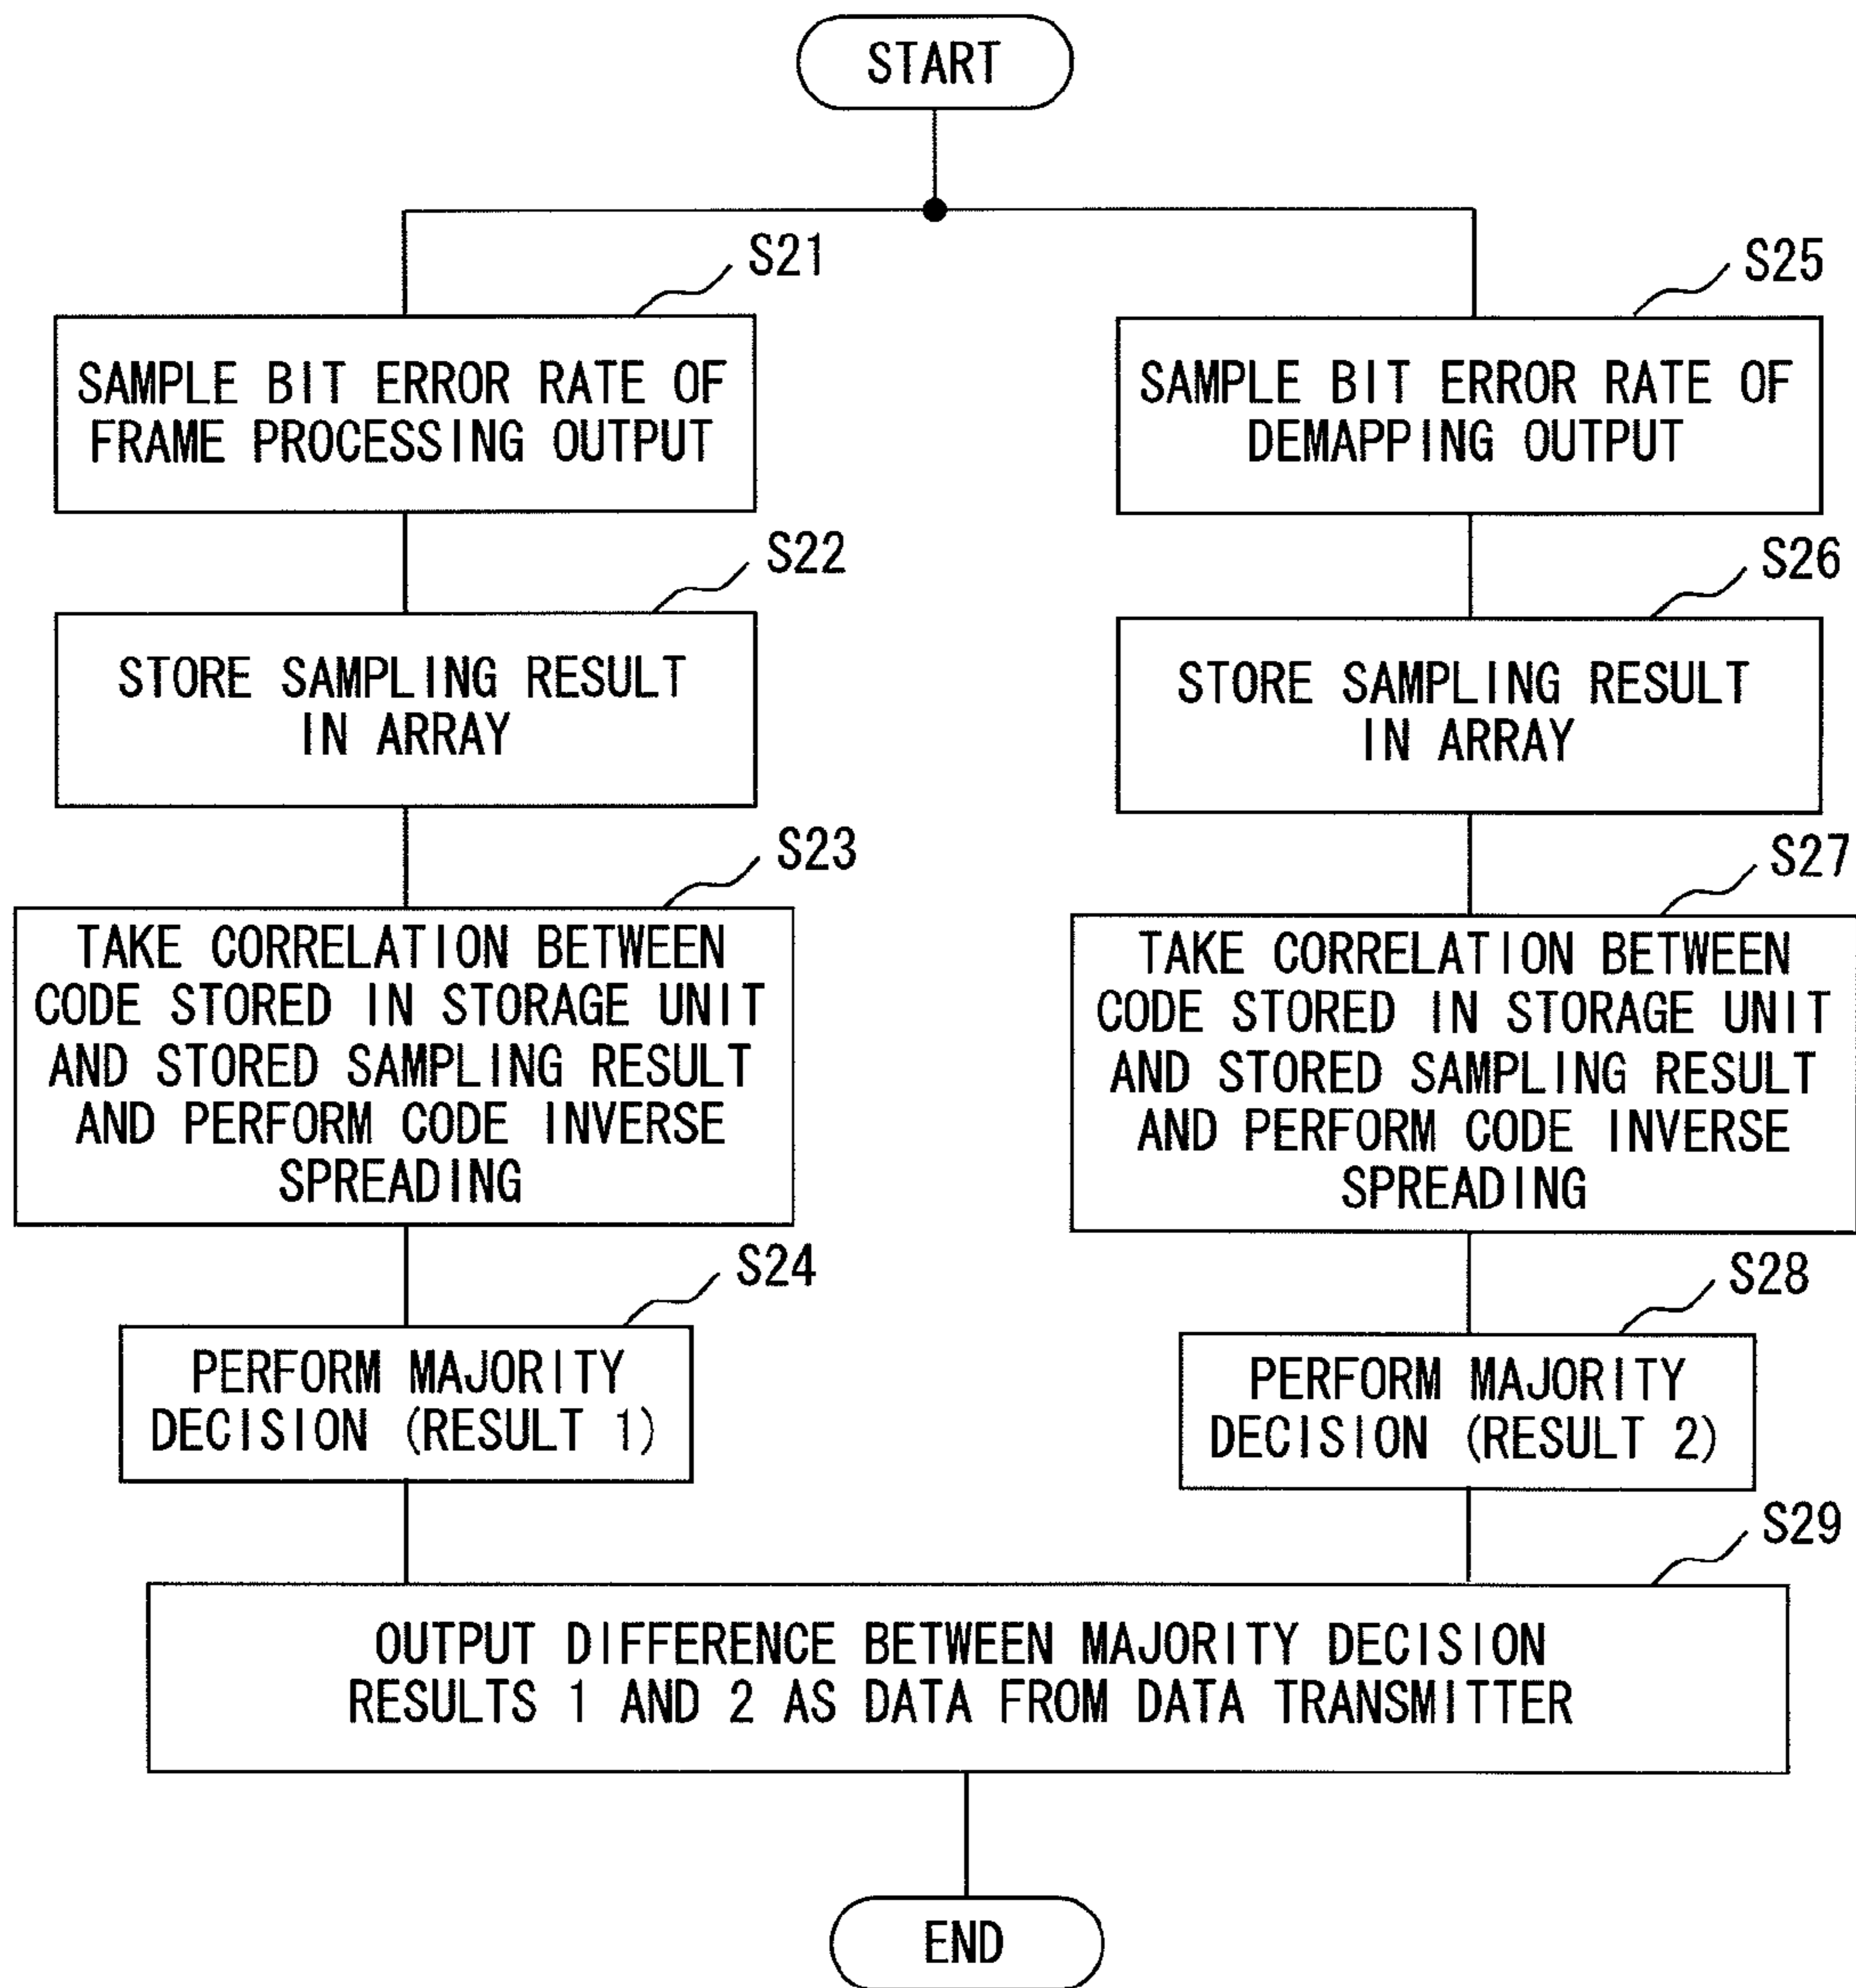 START
S21
SAMPLE BIT ERROR RATE OF
FRAME PROCESSING OUTPUT
S22
STORE SAMPLING RESULT
IN ARRAY
S23
TAKE CORRELATION BETWEEN
CODE STORED IN STORAGE UNIT
AND STORED SAMPLING RESULT
AND PERFORM CODE INVERSE
SPREADING
S24
PERFORM MAJORITY
DECISION (RESULT 1)
S25
SAMPLE BIT ERROR RATE OF
DEMAPPING OUTPUT
S26
STORE SAMPLING RESULT
IN ARRAY
S27
TAKE CORRELATION BETWEEN
CODE STORED IN STORAGE UNIT
AND STORED SAMPLING RESULT
AND PERFORM CODE INVERSE
SPREADING
S28
PERFORM MAJORITY
DECISION (RESULT 2)
S29
OUTPUT DIFFERENCE BETWEEN MAJORITY DECISION
RESULTS 1 AND 2 AS DATA FROM DATA TRANSMITTER
END